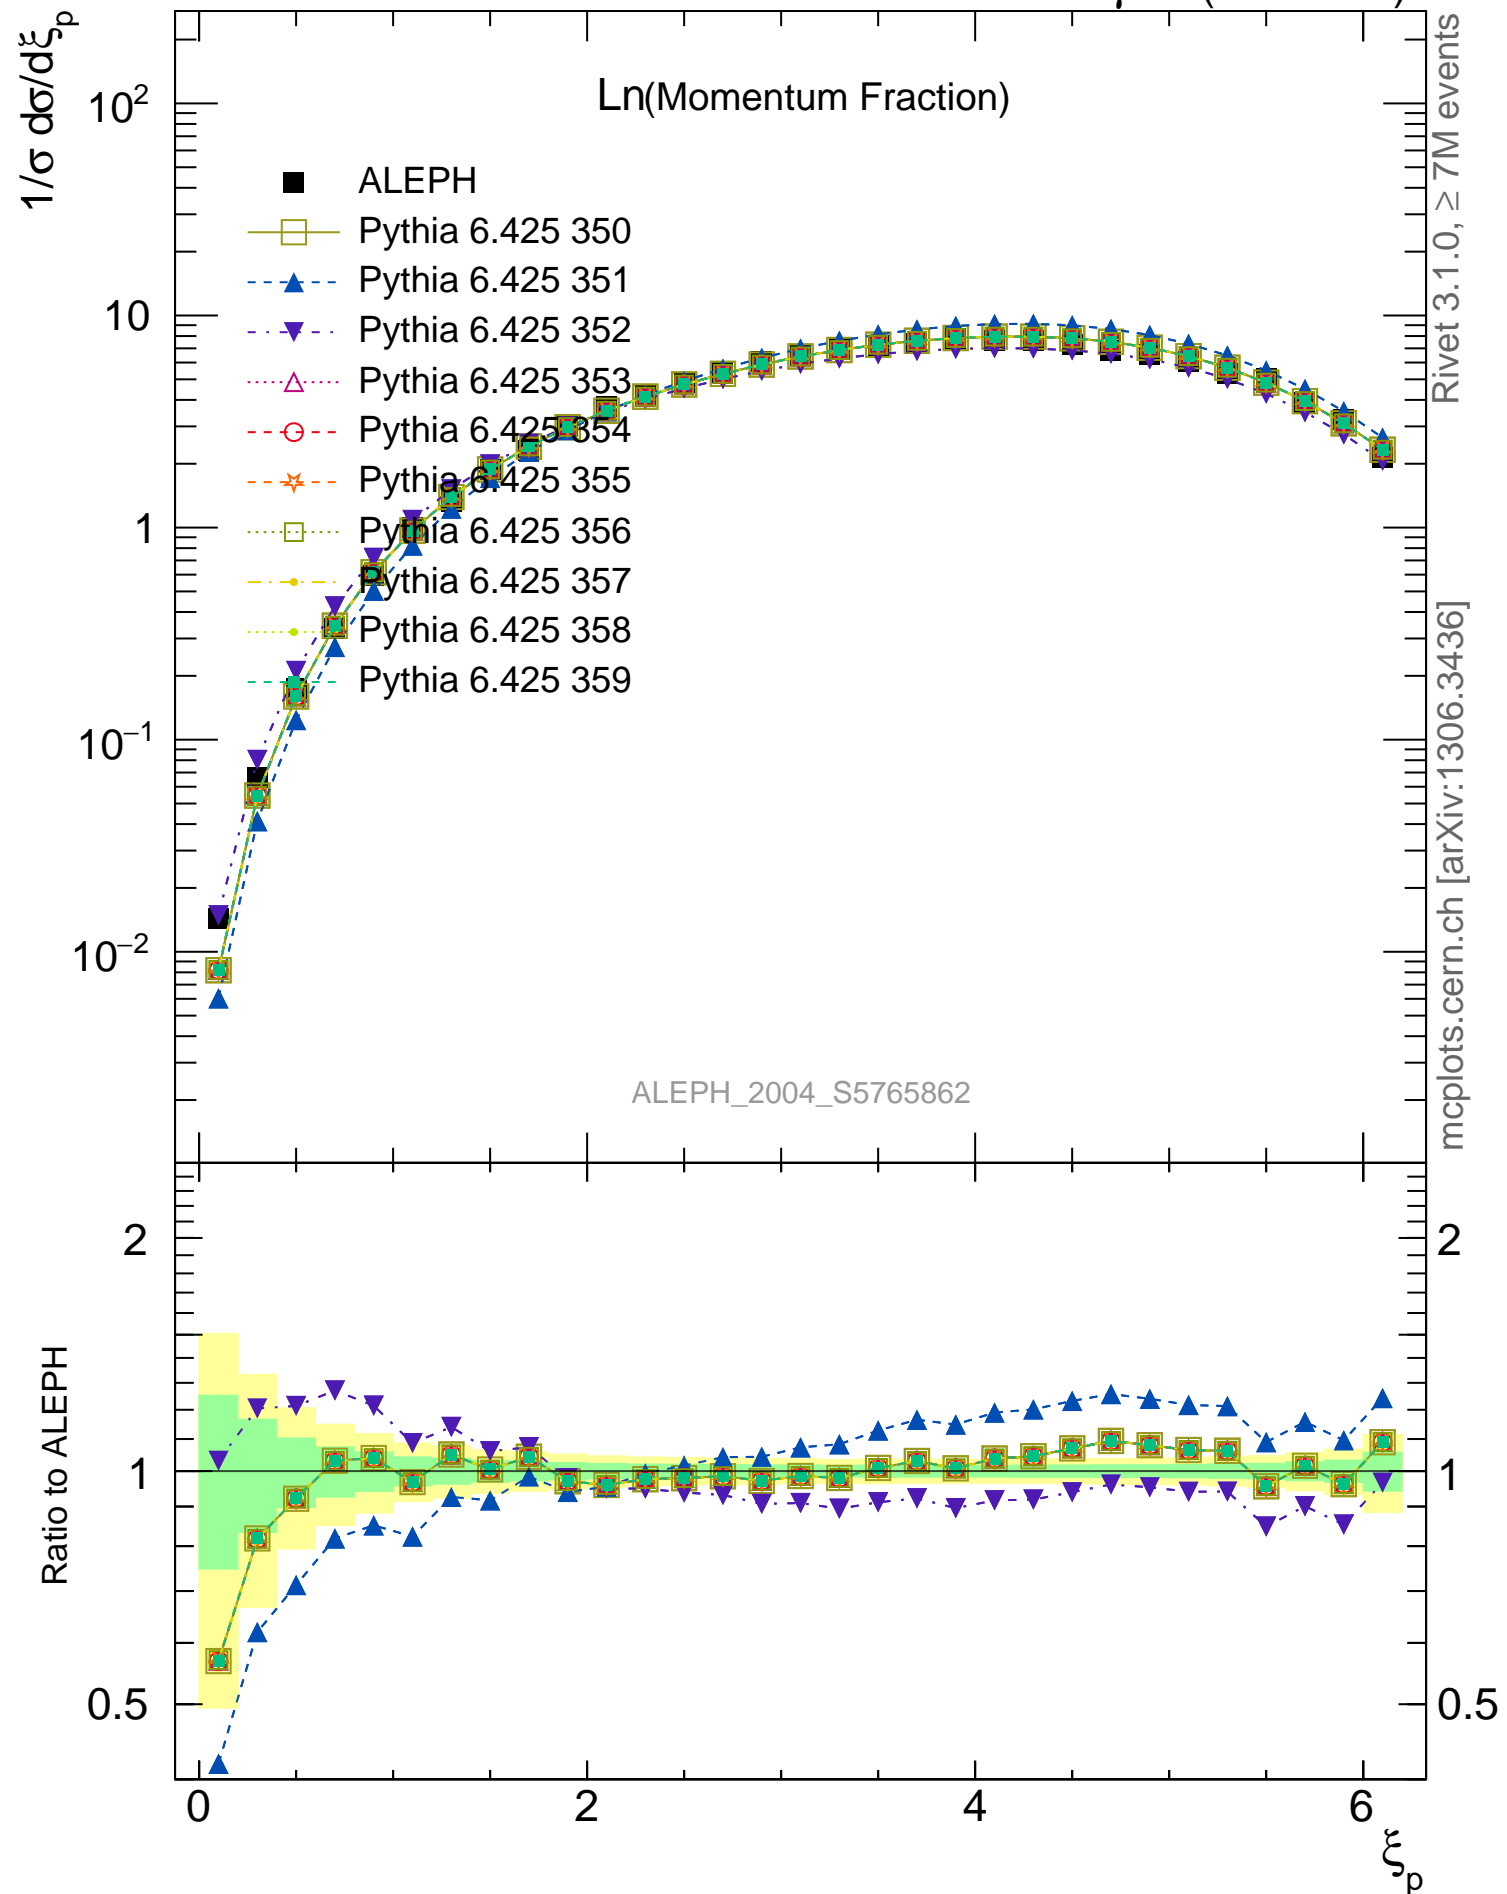 1/σ dσ/dξp
Ln(Momentum Fraction)
10²
10
1
10⁻¹
10⁻²
ALEPH
Pythia 6.425 350
Pythia 6.425 351
Pythia 6.425 352
Pythia 6.425 353
Pythia 6.425 354
Pythia 6.425 355
Pythia 6.425 356
Pythia 6.425 357
Pythia 6.425 358
Pythia 6.425 359
ALEPH_2004_S5765862
Rivet 3.1.0, ≥ 7M events
mcplots.cern.ch [arXiv:1306.3436]
Ratio to ALEPH
2
1
0.5
2
1
0.5
0 2 4 6
ξp